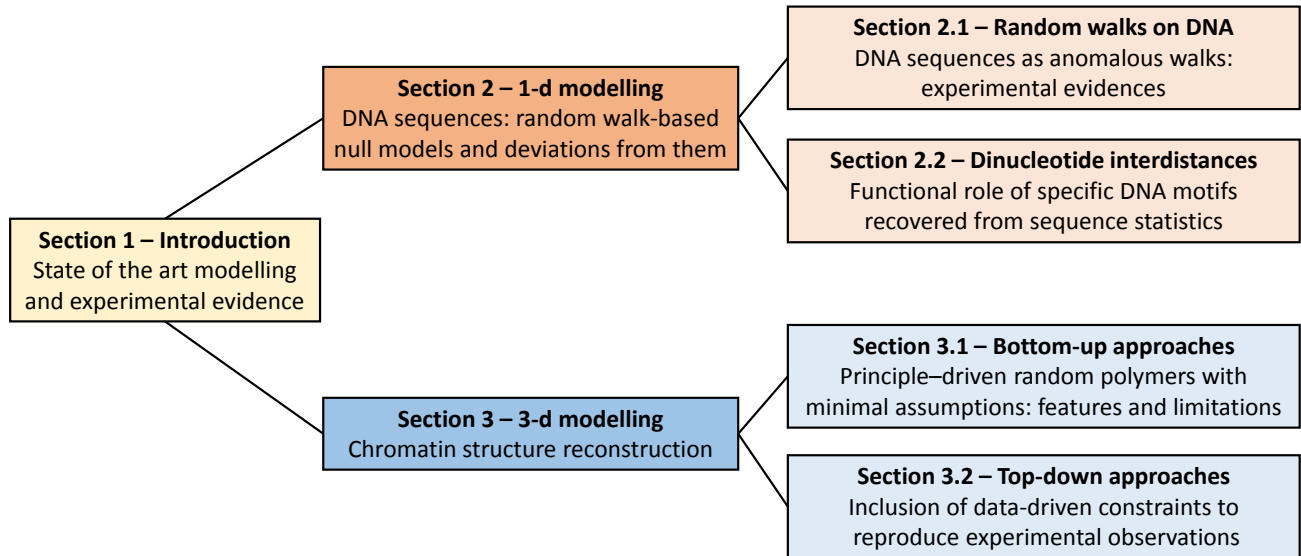 Section 1 – Introduction
State of the art modelling
and experimental evidence
Section 2 – 1-d modelling
DNA sequences: random walk-based
null models and deviations from them
Section 2.1 – Random walks on DNA
DNA sequences as anomalous walks:
experimental evidences
Section 2.2 – Dinucleotide interdistances
Functional role of specific DNA motifs
recovered from sequence statistics
Section 3 – 3-d modelling
Chromatin structure reconstruction
Section 3.1 – Bottom-up approaches
Principle–driven random polymers with
minimal assumptions: features and limitations
Section 3.2 – Top-down approaches
Inclusion of data-driven constraints to
reproduce experimental observations